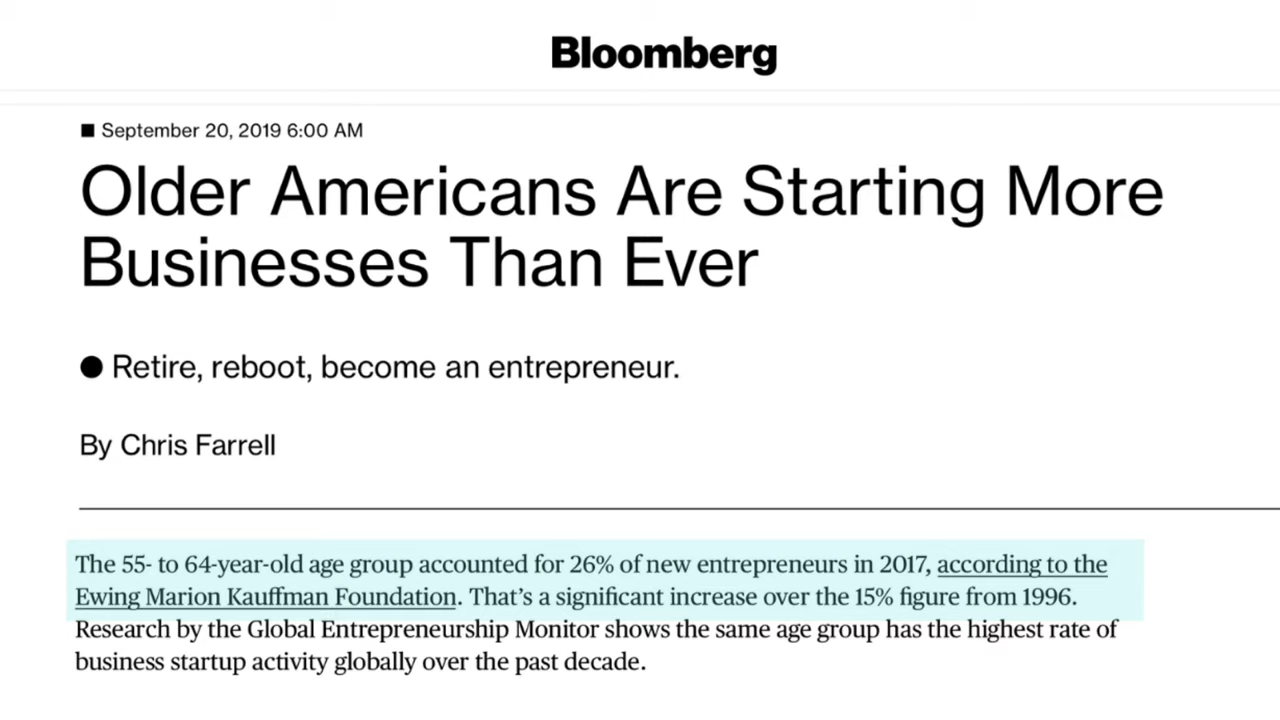 Bloomberg
September 20, 2019 6:00 AM
Older Americans Are Starting More
Businesses Than Ever
Retire, reboot, become an entrepreneur.
By Chris Farrell
The 55- to 64-year-old age group accounted for 26% of new entrepreneurs in 2017, according to the
Ewing Marion Kauffman Foundation. That’s a significant increase over the 15% figure from 1996.
Research by the Global Entrepreneurship Monitor shows the same age group has the highest rate of
business startup activity globally over the past decade.